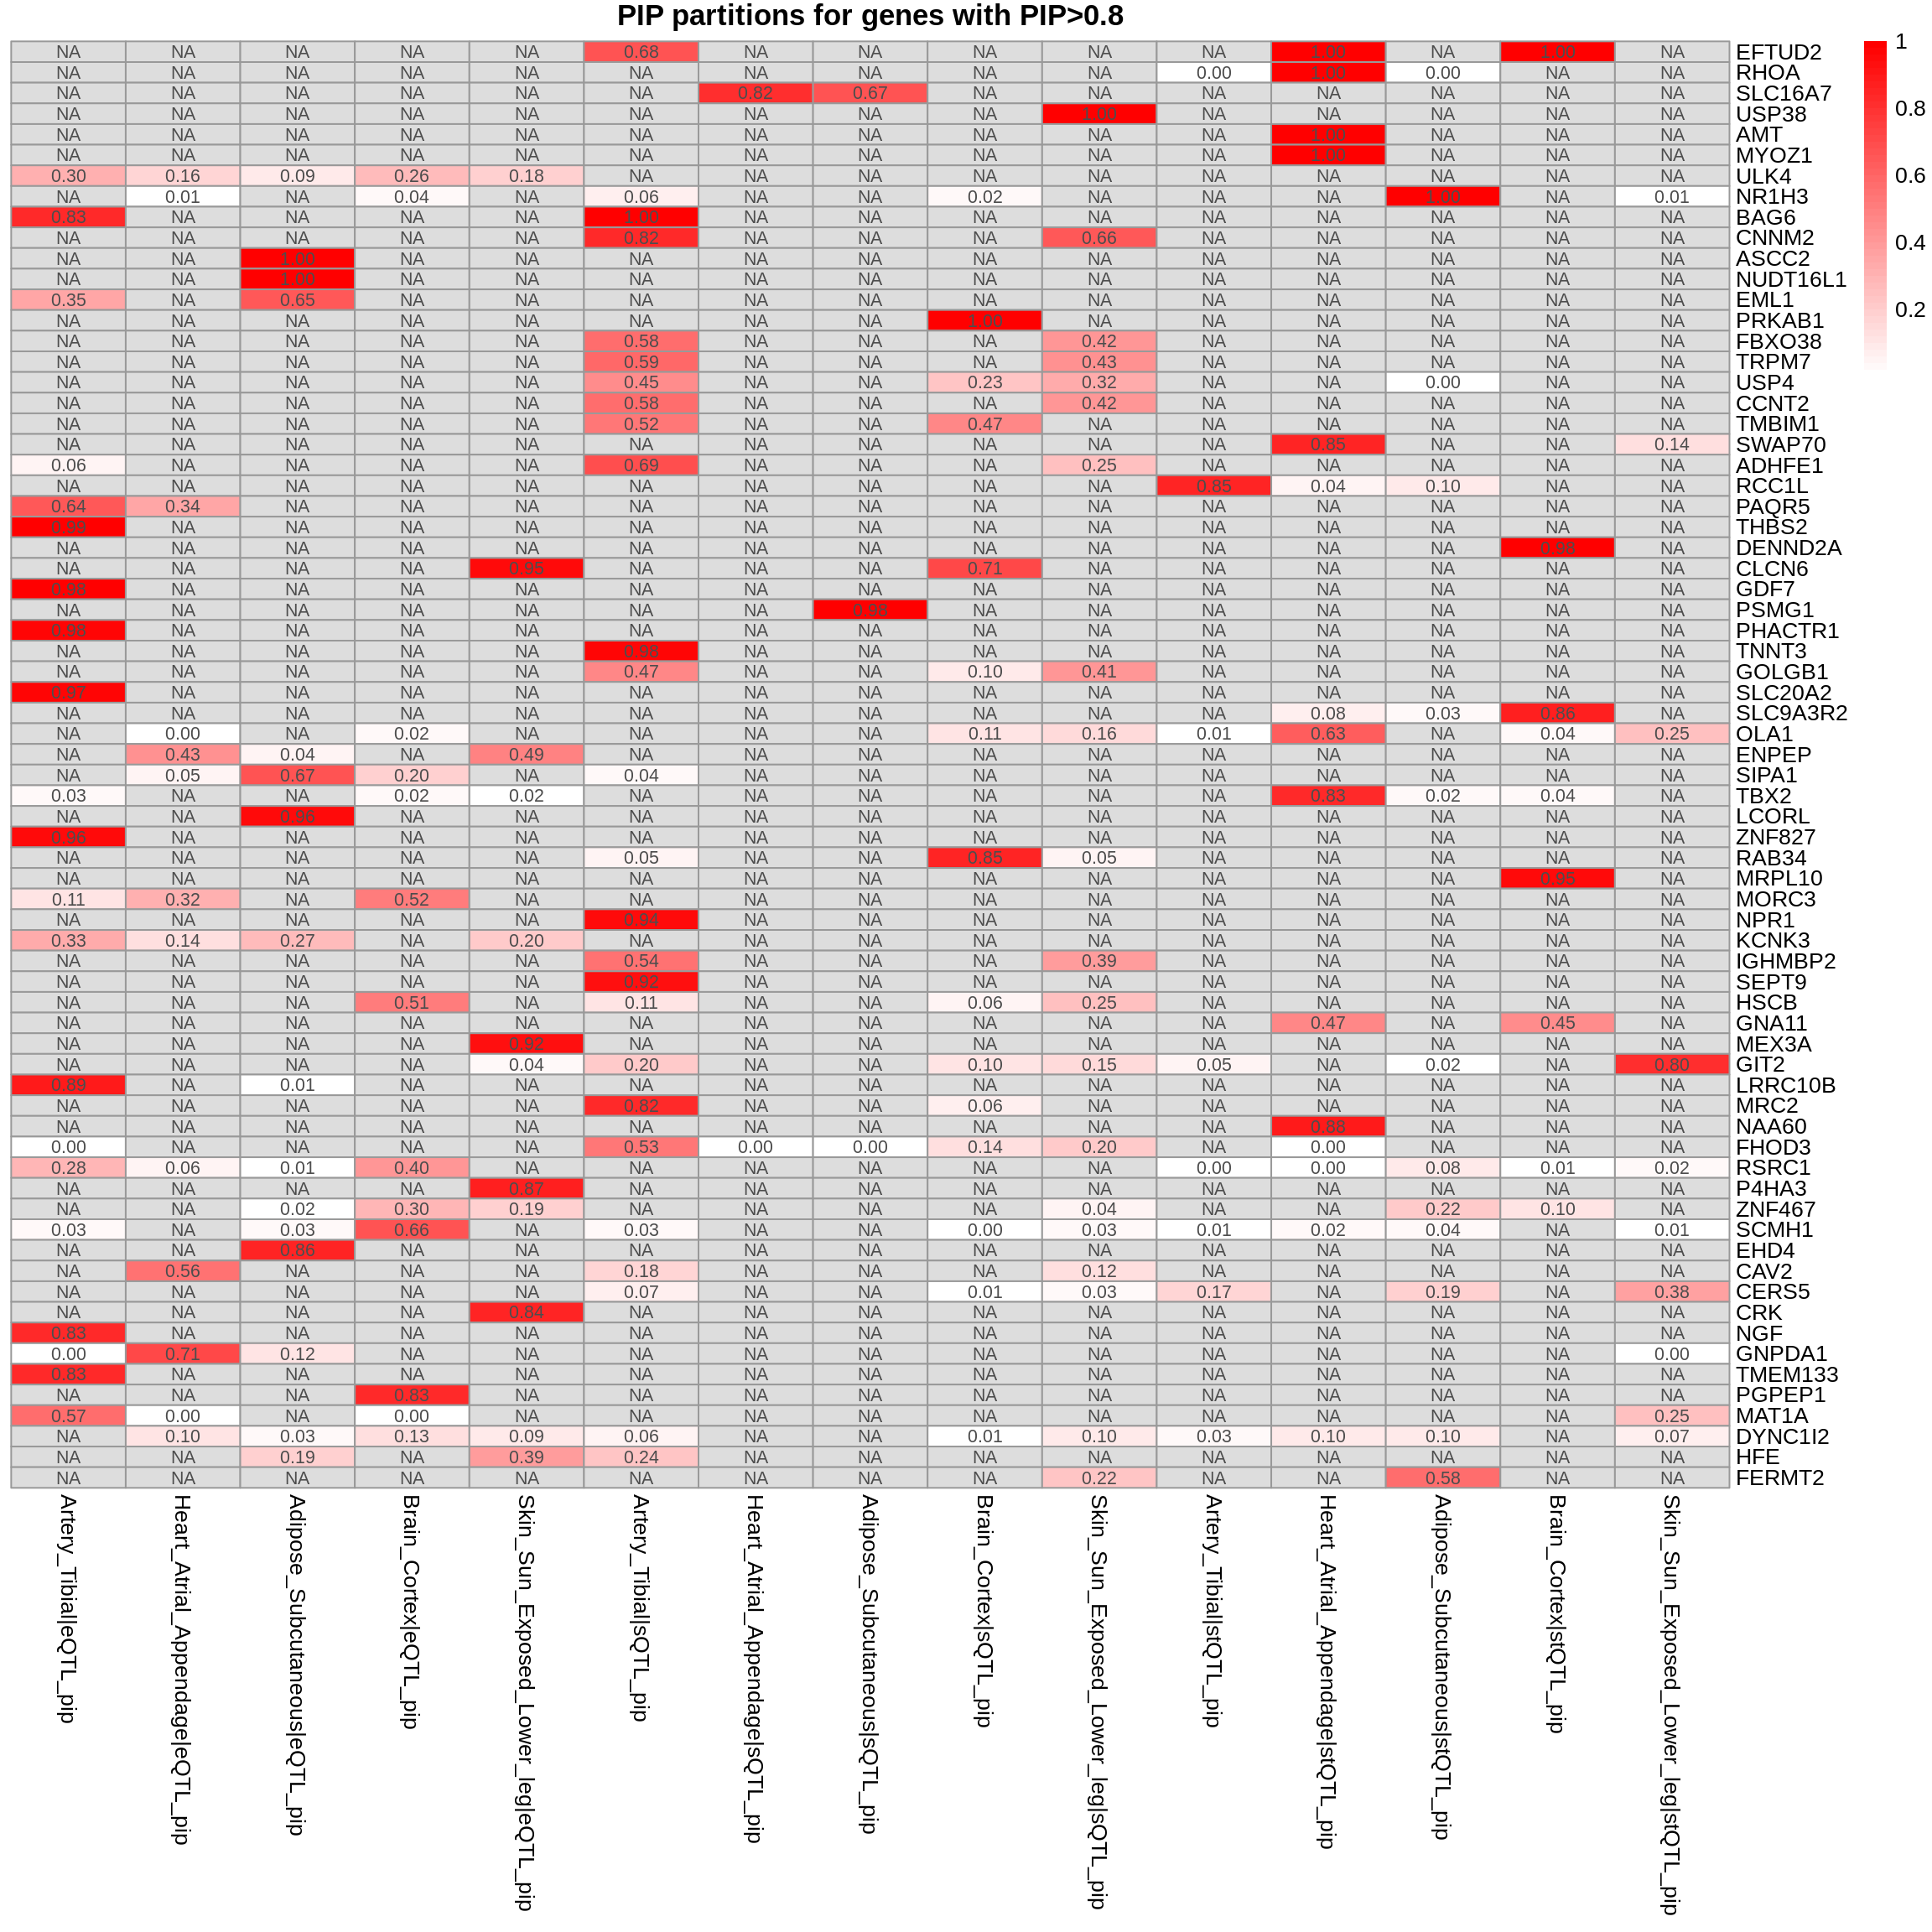 PIP partitions for genes with PIP>0.8
NA NA NA NA NA 0.68 NA NA NA NA NA 1.00 NA 1.00 NA EFTUD2
NA NA NA NA NA NA NA NA NA NA 0.00 1.00 0.00 NA NA RHOA
NA NA NA NA NA NA 0.82 0.67 NA NA NA NA NA NA NA SLC16A7
NA NA NA NA NA NA NA NA NA 1.00 NA NA NA NA NA USP38
NA NA NA NA NA NA NA NA NA NA NA 1.00 NA NA NA AMT
NA NA NA NA NA NA NA NA NA NA NA 1.00 NA NA NA MYOZ1
0.30 0.16 0.09 0.26 0.18 NA NA NA NA NA NA NA NA NA NA ULK4
NA 0.01 NA 0.04 NA 0.06 NA NA 0.02 NA NA NA 1.00 NA 0.01 NR1H3
0.83 NA NA NA NA 1.00 NA NA NA NA NA NA NA NA NA BAG6
NA NA NA NA NA 0.82 NA NA NA 0.66 NA NA NA NA NA CNNM2
NA NA 1.00 NA NA NA NA NA NA NA NA NA NA NA NA ASCC2
NA NA 1.00 NA NA NA NA NA NA NA NA NA NA NA NA NUDT16L1
0.35 NA 0.65 NA NA NA NA NA NA NA NA NA NA NA NA EML1
NA NA NA NA NA NA NA NA 1.00 NA NA NA NA NA NA PRKAB1
NA NA NA NA NA 0.58 NA NA NA 0.42 NA NA NA NA NA FBXO38
NA NA NA NA NA 0.59 NA NA NA 0.43 NA NA NA NA NA TRPM7
NA NA NA NA NA 0.45 NA NA 0.23 0.32 NA NA 0.00 NA NA USP4
NA NA NA NA NA 0.58 NA NA NA 0.42 NA NA NA NA NA CCNT2
NA NA NA NA NA 0.52 NA NA 0.47 NA NA NA NA NA NA TMBIM1
NA NA NA NA NA NA NA NA NA NA NA 0.85 NA NA 0.14 SWAP70
0.06 NA NA NA NA 0.69 NA NA NA 0.25 NA NA NA NA NA ADHFE1
NA NA NA NA NA NA NA NA NA NA 0.85 0.04 0.10 NA NA RCC1L
0.64 0.34 NA NA NA NA NA NA NA NA NA NA NA NA NA PAQR5
0.99 NA NA NA NA NA NA NA NA NA NA NA NA NA NA THBS2
NA NA NA NA NA NA NA NA NA NA NA NA NA 0.98 NA DENND2A
NA NA NA NA 0.95 NA NA NA 0.71 NA NA NA NA NA NA CLCN6
0.98 NA NA NA NA NA NA NA NA NA NA NA NA NA NA GDF7
NA NA NA NA NA NA NA 0.98 NA NA NA NA NA NA NA PSMG1
0.98 NA NA NA NA NA NA NA NA NA NA NA NA NA NA PHACTR1
NA NA NA NA NA 0.98 NA NA NA NA NA NA NA NA NA TNNT3
NA NA NA NA NA 0.47 NA NA 0.10 0.41 NA NA NA NA NA GOLGB1
0.97 NA NA NA NA NA NA NA NA NA NA NA NA NA NA SLC20A2
NA NA NA NA NA NA NA NA NA NA NA 0.08 0.03 0.86 NA SLC9A3R2
NA 0.00 NA 0.02 NA NA NA NA 0.11 0.16 0.01 0.63 NA 0.04 0.25 OLA1
NA 0.43 0.04 NA 0.49 NA NA NA NA NA NA NA NA NA NA ENPEP
NA 0.05 0.67 0.20 NA 0.04 NA NA NA NA NA NA NA NA NA SIPA1
0.03 NA NA 0.02 0.02 NA NA NA NA NA NA 0.83 0.02 0.04 NA TBX2
NA NA 0.96 NA NA NA NA NA NA NA NA NA NA NA NA LCORL
0.96 NA NA NA NA NA NA NA NA NA NA NA NA NA NA ZNF827
NA NA NA NA NA 0.05 NA NA 0.85 0.05 NA NA NA NA NA RAB34
NA NA NA NA NA NA NA NA NA NA NA NA NA 0.95 NA MRPL10
0.11 0.32 NA 0.52 NA NA NA NA NA NA NA NA NA NA NA MORC3
NA NA NA NA NA 0.94 NA NA NA NA NA NA NA NA NA NPR1
0.33 0.14 0.27 NA 0.20 NA NA NA NA NA NA NA NA NA NA KCNK3
NA NA NA NA NA 0.54 NA NA NA 0.39 NA NA NA NA NA IGHMBP2
NA NA NA NA NA 0.92 NA NA NA NA NA NA NA NA NA SEPT9
NA NA NA 0.51 NA 0.11 NA NA 0.06 0.25 NA NA NA NA NA HSCB
NA NA NA NA NA NA NA NA NA NA NA 0.47 NA 0.45 NA GNA11
NA NA NA NA 0.92 NA NA NA NA NA NA NA NA NA NA MEX3A
NA NA NA NA 0.04 0.20 NA NA 0.10 0.15 0.05 NA 0.02 NA 0.80 GIT2
0.89 NA 0.01 NA NA NA NA NA NA NA NA NA NA NA NA LRRC10B
NA NA NA NA NA 0.82 NA NA 0.06 NA NA NA NA NA NA MRC2
NA NA NA NA NA NA NA NA NA NA NA 0.88 NA NA NA NAA60
0.00 NA NA NA NA 0.53 0.00 0.00 0.14 0.20 NA 0.00 NA NA NA FHOD3
0.28 0.06 0.01 0.40 NA NA NA NA NA NA 0.00 0.00 0.08 0.01 0.02 RSRC1
NA NA NA NA 0.87 NA NA NA NA NA NA NA NA NA NA P4HA3
NA NA 0.02 0.30 0.19 NA NA NA NA 0.04 NA NA 0.22 0.10 NA ZNF467
0.03 NA 0.03 0.66 NA 0.03 NA NA 0.00 0.03 0.01 0.02 0.04 NA 0.01 SCMH1
NA NA 0.86 NA NA NA NA NA NA NA NA NA NA NA NA EHD4
NA 0.56 NA NA NA 0.18 NA NA NA 0.12 NA NA NA NA NA CAV2
NA NA NA NA NA 0.07 NA NA 0.01 0.03 0.17 NA 0.19 NA 0.38 CERS5
NA NA NA NA 0.84 NA NA NA NA NA NA NA NA NA NA CRK
0.83 NA NA NA NA NA NA NA NA NA NA NA NA NA NA NGF
0.00 0.71 0.12 NA NA NA NA NA NA NA NA NA NA NA 0.00 GNPDA1
0.83 NA NA NA NA NA NA NA NA NA NA NA NA NA NA TMEM133
NA NA NA 0.83 NA NA NA NA NA NA NA NA NA NA NA PGPEP1
0.57 0.00 NA 0.00 NA NA NA NA NA NA NA NA NA NA 0.25 MAT1A
NA 0.10 0.03 0.13 0.09 0.06 NA NA 0.01 0.10 0.03 0.10 0.10 NA 0.07 DYNC1I2
NA NA 0.19 NA 0.39 0.24 NA NA NA NA NA NA NA NA NA HFE
NA NA NA NA NA NA NA NA NA 0.22 NA NA 0.58 NA NA FERMT2
Artery_Tibial|eQTL_pip
Heart_Atrial_Appendage|eQTL_pip
Adipose_Subcutaneous|eQTL_pip
Brain_Cortex|eQTL_pip
Skin_Sun_Exposed_Lower_leg|eQTL_pip
Artery_Tibial|sQTL_pip
Heart_Atrial_Appendage|sQTL_pip
Adipose_Subcutaneous|sQTL_pip
Brain_Cortex|sQTL_pip
Skin_Sun_Exposed_Lower_leg|sQTL_pip
Artery_Tibial|stQTL_pip
Heart_Atrial_Appendage|stQTL_pip
Adipose_Subcutaneous|stQTL_pip
Brain_Cortex|stQTL_pip
Skin_Sun_Exposed_Lower_leg|stQTL_pip
1
0.8
0.6
0.4
0.2